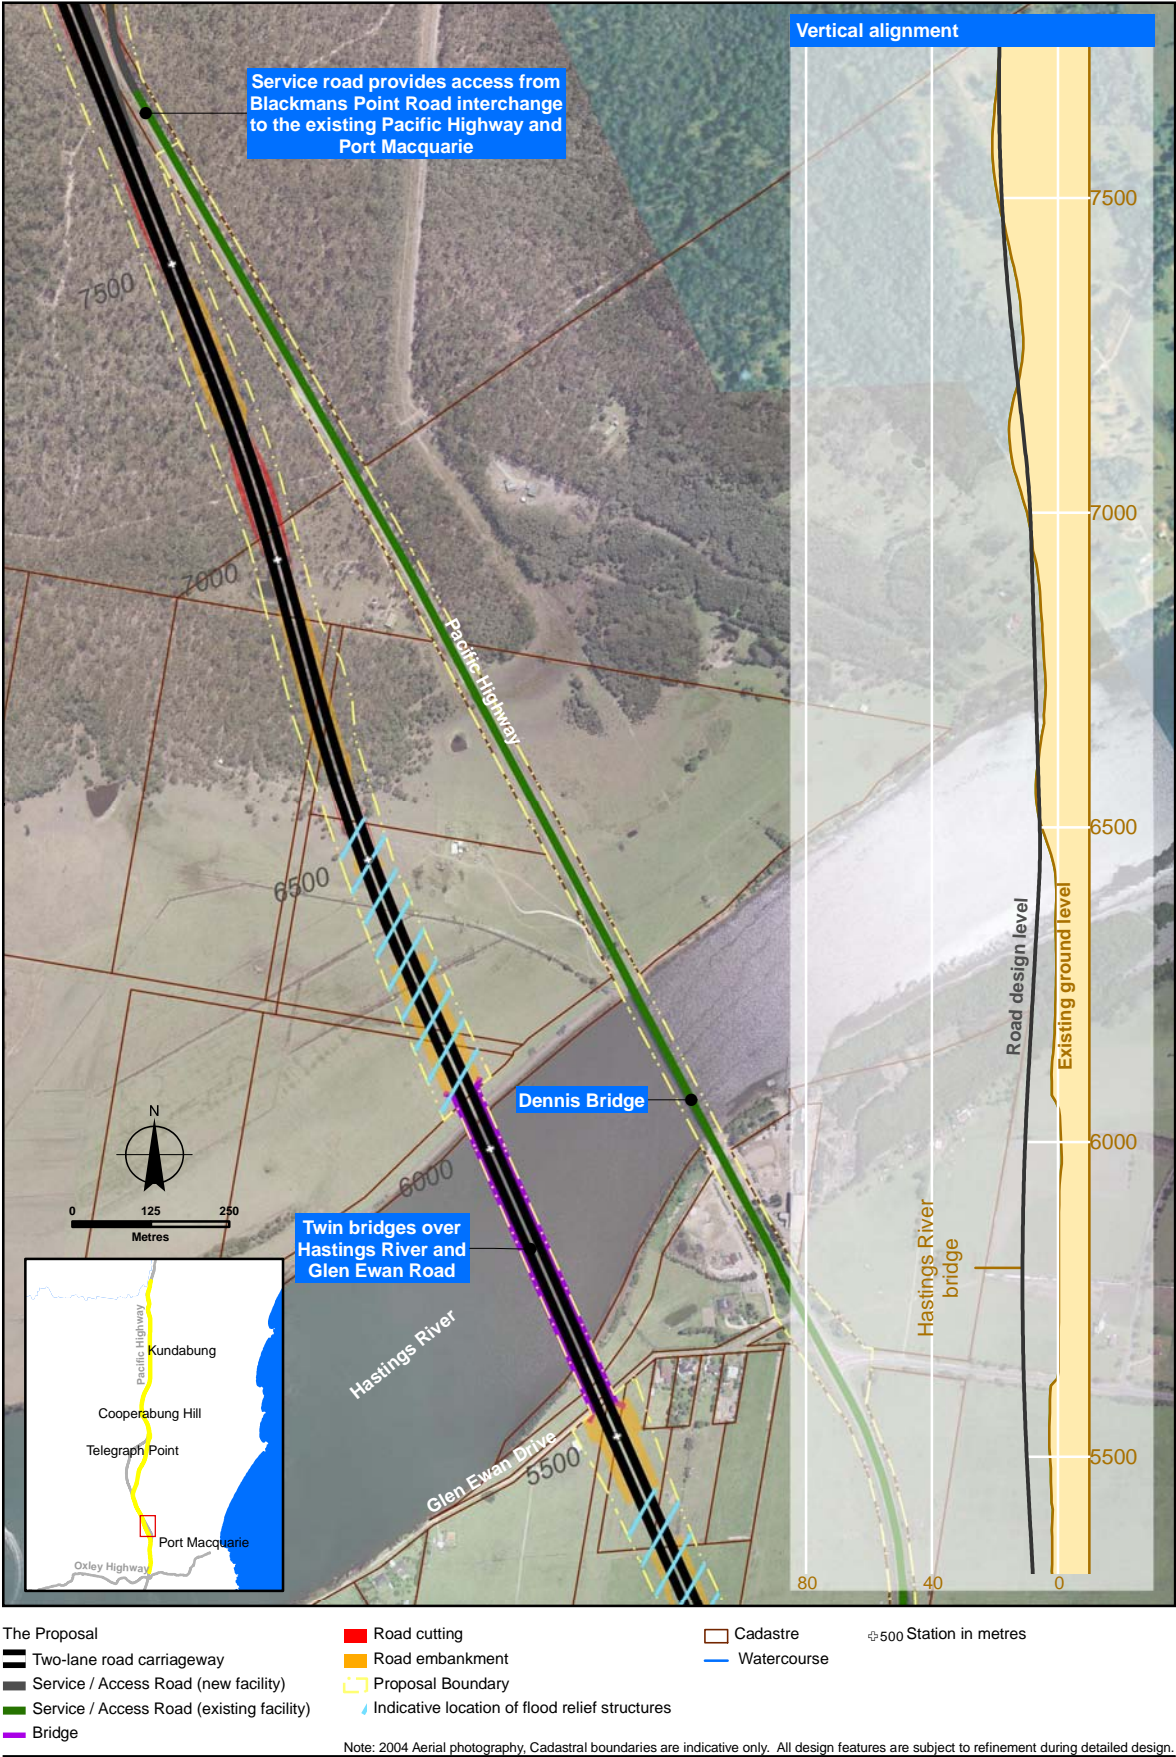 Vertical alignment
Service road provides access from
Blackmans Point Road interchange
to the existing Pacific Highway and
Port Macquarie
7500
7500
7000
7000
Pacific Highway
6500
6500
Road design level
Existing ground level
Dennis Bridge
N
6000
6000
0 125 250
Metres
Twin bridges over
Hastings River and
Glen Ewan Road
Hastings River
bridge
Hastings River
Glen Ewan Drive
5500
5500
Pacific Highway
Kundabung
Cooperabung Hill
Telegraph Point
Port Macquarie
Oxley Highway
80 40 0
The Proposal
Two-lane road carriageway
Service / Access Road (new facility)
Service / Access Road (existing facility)
Bridge
Road cutting
Road embankment
Proposal Boundary
Indicative location of flood relief structures
Cadastre
Watercourse
500 Station in metres
Note: 2004 Aerial photography, Cadastral boundaries are indicative only. All design features are subject to refinement during detailed design.